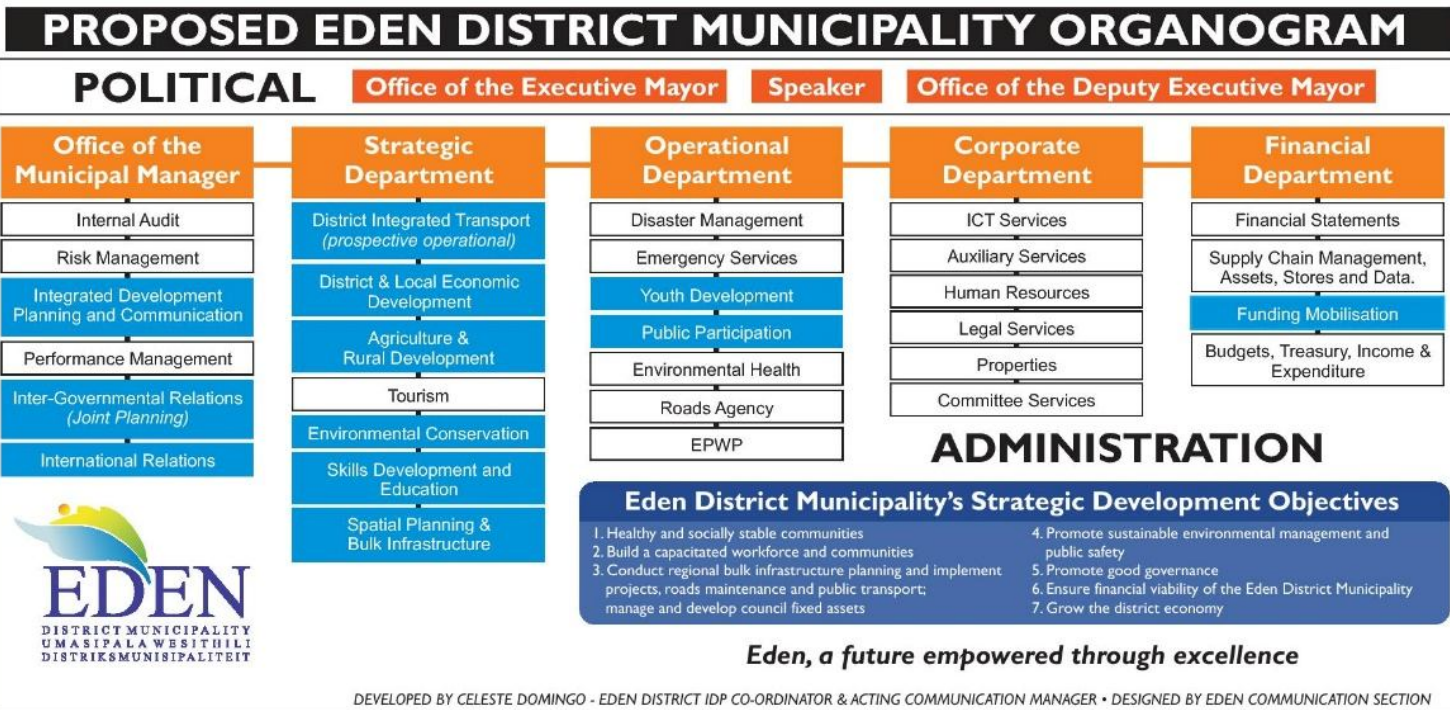 PROPOSED EDEN DISTRICT MUNICIPALITY ORGANOGRAM
POLITICAL
Office of the Executive Mayor
Speaker
Office of the Deputy Executive Mayor
Office of the
Municipal Manager
Internal Audit
Risk Management
Integrated Development
Planning and Communication
Performance Management
Inter-Governmental Relations
(Joint Planning)
International Relations
Strategic
Department
District Integrated Transport
(prospective operational)
District & Local Economic
Development
Agriculture &
Rural Development
Tourism
Environmental Conservation
Skills Development and
Education
Spatial Planning &
Bulk Infrastructure
Operational
Department
Disaster Management
Emergency Services
Youth Development
Public Participation
Environmental Health
Roads Agency
EPWP
Corporate
Department
ICT Services
Auxiliary Services
Human Resources
Legal Services
Properties
Committee Services
Financial
Department
Financial Statements
Supply Chain Management,
Assets, Stores and Data.
Funding Mobilisation
Budgets, Treasury, Income &
Expenditure
ADMINISTRATION
Eden District Municipality's Strategic Development Objectives
1. Healthy and socially stable communities
2. Build a capacitated workforce and communities
3. Conduct regional bulk infrastructure planning and implement
projects, roads maintenance and public transport;
manage and develop council fixed assets
4. Promote sustainable environmental management and
public safety
5. Promote good governance
6. Ensure financial viability of the Eden District Municipality
7. Grow the district economy
EDEN
DISTRICT MUNICIPALITY
UMASIPALA WESITHILI
DISTRIKSMUNISIPALITEIT
Eden, a future empowered through excellence
DEVELOPED BY CELESTE DOMINGO - EDEN DISTRICT IDP CO-ORDINATOR & ACTING COMMUNICATION MANAGER • DESIGNED BY EDEN COMMUNICATION SECTION